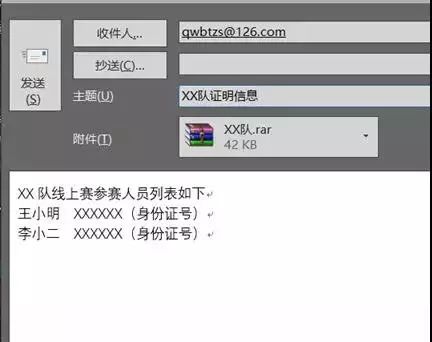 收件人...
qwbtzs@126.com
发送
(S)
抄送(C)...
主题(U)
XX队证明信息
附件(T)
XX队.rar
42 KB
XX 队线上赛参赛人员列表如下
王小明 XXXXXX（身份证号）
李小二 XXXXXX（身份证号）